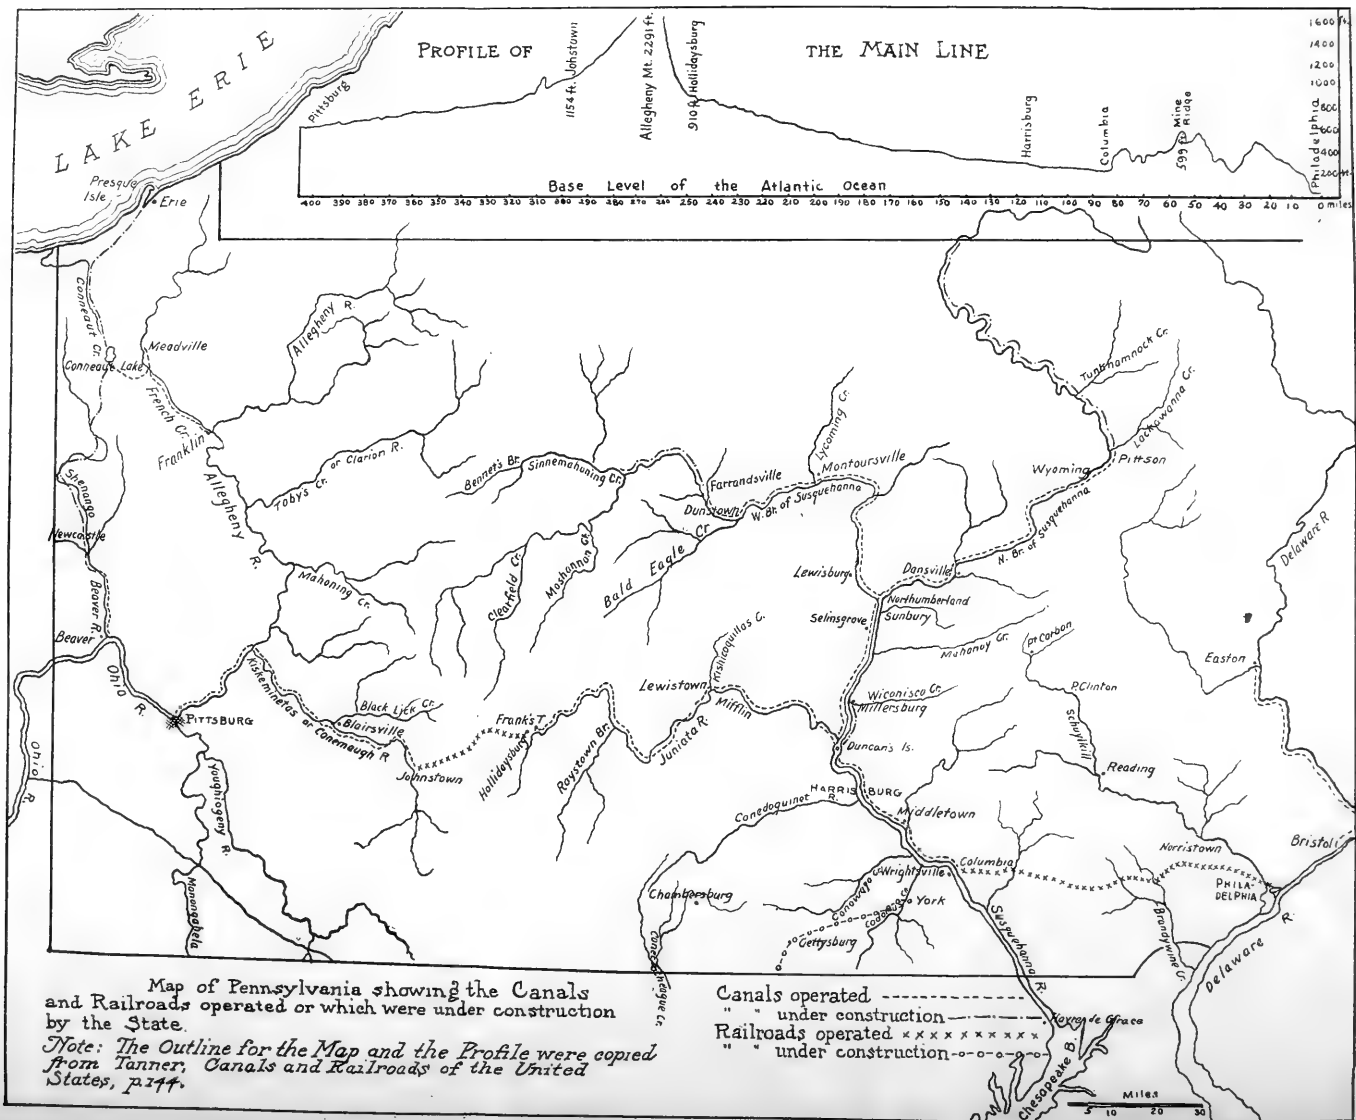 PROFILE OF THE MAIN LINE
1600 ft.
1400
1200
1000
800
600
400
200 ft.
Pittsburg
1154 ft. Johstown
Allegheny Mt. 2291 ft.
910 ft. Hollidaysburg
Harrisburg
Columbia
599 ft. Mine Ridge
Philadelphia
Base Level of the Atlantic Ocean
400 390 380 370 360 350 340 330 320 310 300 290 280 270 260 250 240 230 220 210 200 190 180 170 160 150 140 130 120 110 100 90 80 70 60 50 40 30 20 10 0 miles
LAKE ERIE
Presque
Isle
Erie
Conneaut Cr.
Meadville
Conneaut Lake
French Cr.
Franklin
Allegheny R.
Allegheny R.
Tobys Cr. or Clarion R.
Bennet's Br.
Sinnemahoning Cr.
Farrandsville
Dunstown
W. Br. of Susquehanna
Lycoming Cr.
Montoursville
Tunkhamnock Cr.
Lackawanna Cr.
Wyoming
Pittson
N. Br. of Susquehanna
Delaware R.
Shenango
Newcastle
Beaver R.
Beaver
Mahoning Cr.
Clearfield Cr.
Moshannon Cr.
Bald Eagle Cr.
Lewisburg
Dansville
Northumberland
Sunbury
Selinsgrove
Mahonoy Cr.
Pt Carbon
Easton
Ohio R.
PITTSBURG
Kiskeminetas or Conemaugh R
Black Lick Cr.
Blairsville
Johnstown
Frank's T.
Hollidaysburg
Raystown Br.
Lewistown
Kishicoquillas C.
Mifflin
Juniata R.
Wiconisco Cr.
Millersburg
P. Clinton
Schuylkill
Duncan's Is.
Reading
Ohio R.
Youghiogeny R.
Monongahela
HARRISBURG
Conedoguinet R.
Middletown
Columbia
Wrightsville
Norristown
Bristol
PHILA-
DELPHIA
Chambersburg
Conowago C.
Codorus Cr.
York
Gettysburg
Susquehanna R.
Brandywine C.
Delaware R.
Havre de Grace
Chesapeake B.
Map of Pennsylvania showing the Canals
and Railroads operated or which were under construction
by the State.
Note: The Outline for the Map and the Profile were copied
from Tanner, Canals and Railroads of the United
States, p.144.
Canals operated
" " under construction
Railroads operated
" " under construction
Miles
5 10 20 30